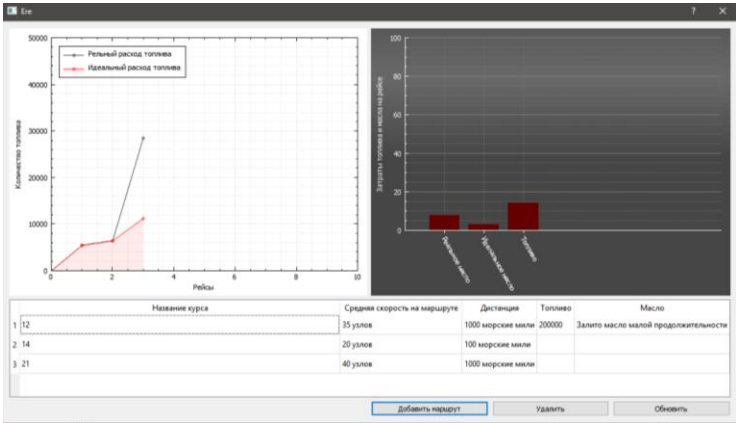 Ere
? ×
50000
40000
30000
20000
10000
0
Количество топлива
Рельный расход топлива
Идеальный расход топлива
0 2 4 6 8 10
Рейсы
100
80
60
40
20
0
Затраты топлива и масла на рейсе
Реальное масло
Идеальное масло
Топливо
Название курса Средняя скорость на маршруте Дистанция Топливо Масло
1 12 35 узлов 1000 морские мили 200000 Залито масло малой продолжительности
2 14 20 узлов 100 морские мили
3 21 40 узлов 1000 морские мили
Добавить маршрут Удалить Обновить